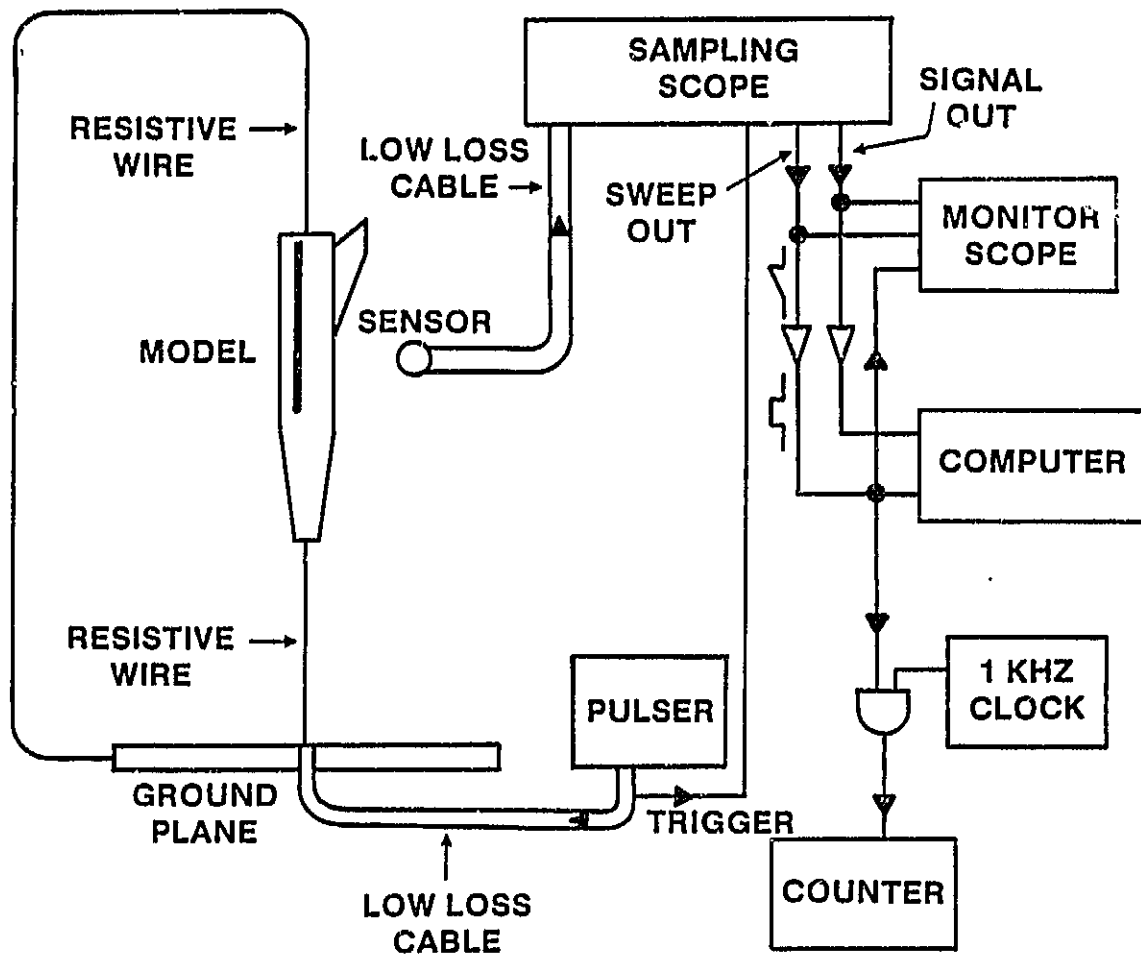 SAMPLING
SCOPE
SIGNAL
OUT
RESISTIVE
WIRE
LOW LOSS
CABLE
SWEEP
OUT
MONITOR
SCOPE
SENSOR
MODEL
COMPUTER
RESISTIVE
WIRE
PULSER
1 KHZ
CLOCK
GROUND
PLANE
TRIGGER
LOW LOSS
CABLE
COUNTER